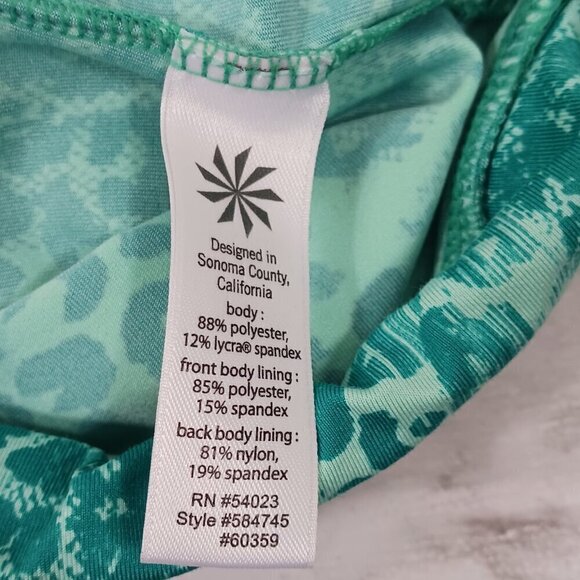 Designed in
Sonoma County,
California
body :
88% polyester,
12% lycra® spandex
front body lining :
85% polyester,
15% spandex
back body lining :
81% nylon,
19% spandex
RN #54023
Style #584745
#60359